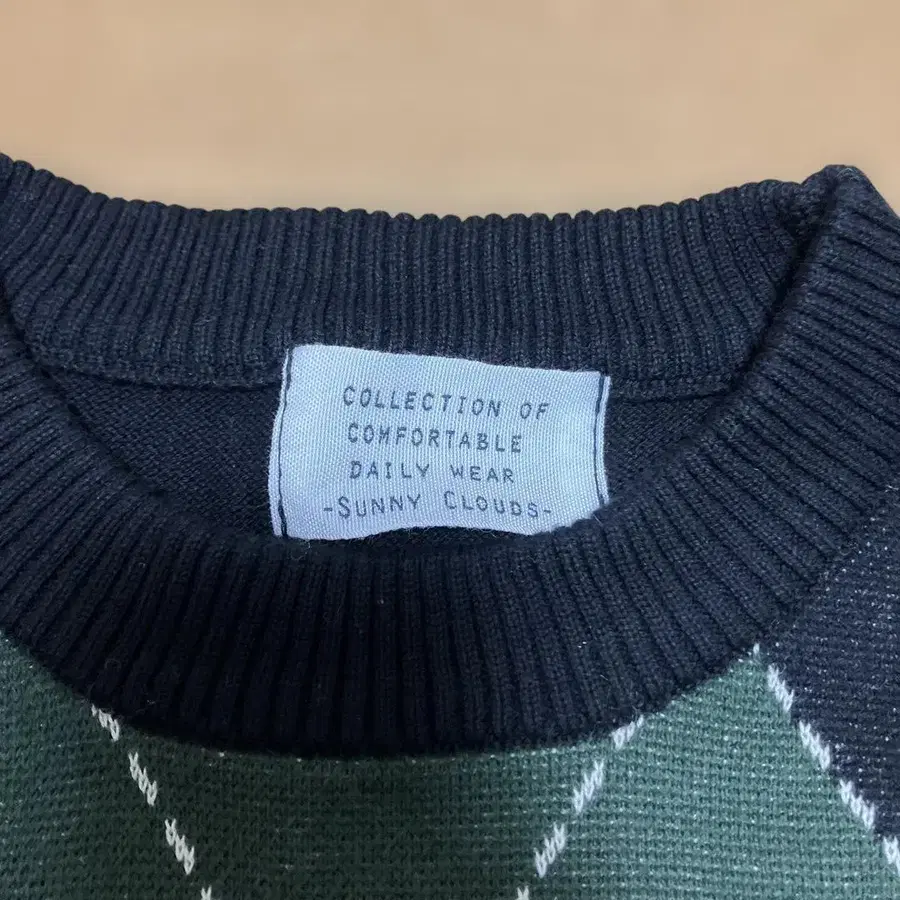 COLLECTION OF
COMFORTABLE
DAILY WEAR
-SUNNY CLOUDS-